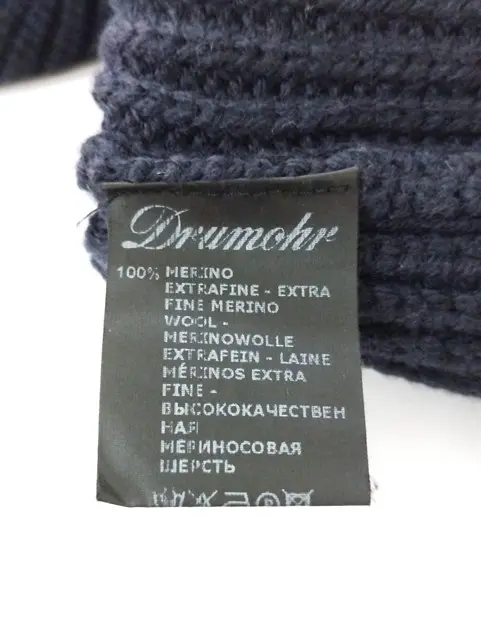 Drumohr
100% MERINO
EXTRAFINE - EXTRA
FINE MERINO
WOOL -
MERINOWOLLE
EXTRAFEIN - LAINE
MÉRINOS EXTRA
FINE -
ВЫСОКОКАЧЕСТВЕН
НАЯ
МЕРИНОСОВАЯ
ШЕРСТЬ